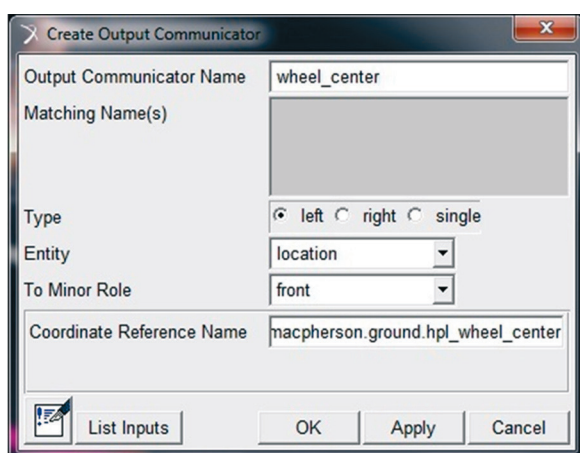 Create Output Communicator
Output Communicator Name wheel_center
Matching Name(s)
Type left right single
Entity location
To Minor Role front
Coordinate Reference Name macpherson.ground.hpl_wheel_center
List Inputs OK Apply Cancel